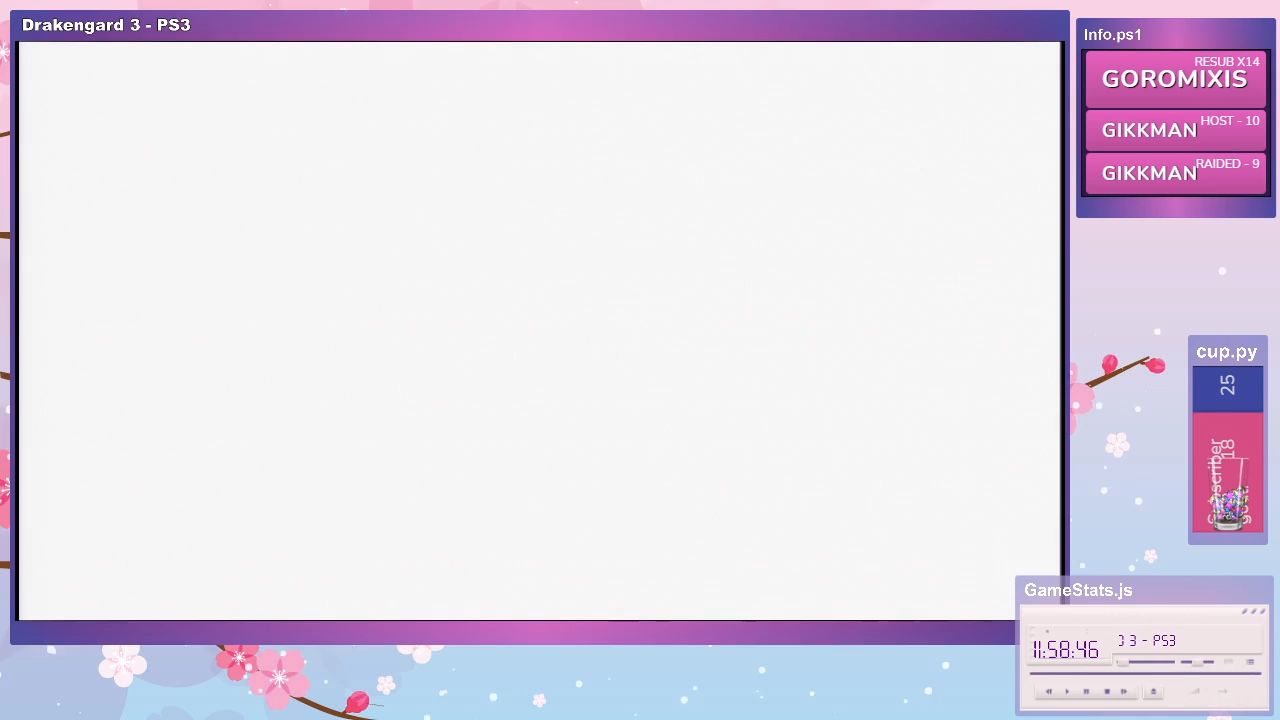 Drakengard 3 - PS3
Info.ps1
RESUB X14
GOROMIXIS
HOST - 10
GIKKMAN
RAIDED - 9
GIKKMAN
cup.py
25
18
GameStats.js
11:58:46
3 - PS3